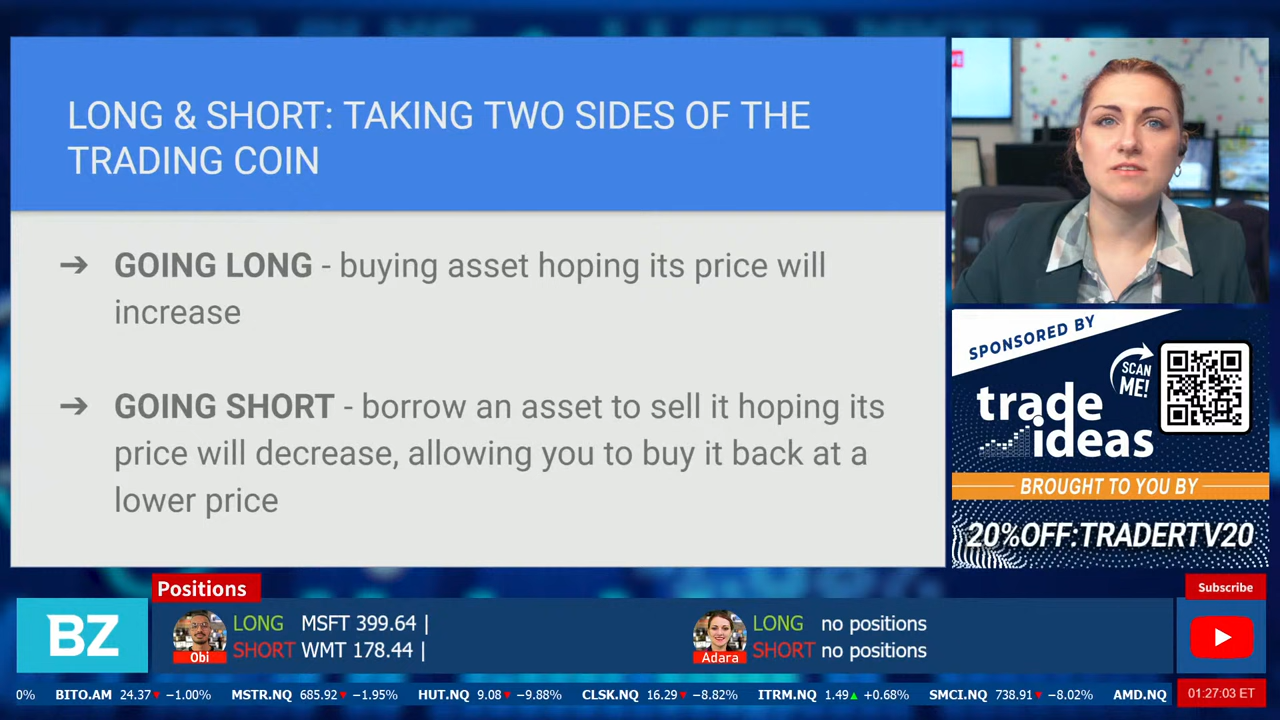 LONG & SHORT: TAKING TWO SIDES OF THE
TRADING COIN
➔ GOING LONG - buying asset hoping its price will
increase
➔ GOING SHORT - borrow an asset to sell it hoping its
price will decrease, allowing you to buy it back at a
lower price
SPONSORED BY
SCAN
ME!
trade
ideas
BROUGHT TO YOU BY
20%OFF:TRADERTV20
Positions
Subscribe
BZ
Obi
LONG MSFT 399.64 |
SHORT WMT 178.44 |
Adara
LONG no positions
SHORT no positions
0% BITO.AM 24.37▼ −1.00% MSTR.NQ 685.92▼ −1.95% HUT.NQ 9.08▼ −9.88% CLSK.NQ 16.29▼ −8.82% ITRM.NQ 1.49▲ +0.68% SMCI.NQ 738.91▼ −8.02% AMD.NQ
01:27:03 ET